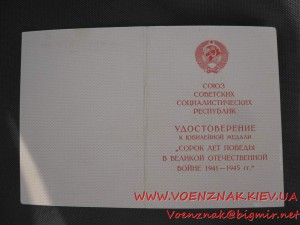 СОЮЗ
СОВЕТСКИХ
СОЦИАЛИСТИЧЕСКИХ
РЕСПУБЛИК
УДОСТОВЕРЕНИЕ
К ЮБИЛЕЙНОЙ МЕДАЛИ
„СОРОК ЛЕТ ПОБЕДЫ
В ВЕЛИКОЙ ОТЕЧЕСТВЕННОЙ
ВОЙНЕ 1941—1945 гг."
WWW.VOENZNAK.KIEV.UA
Voenznak@bigmir.net